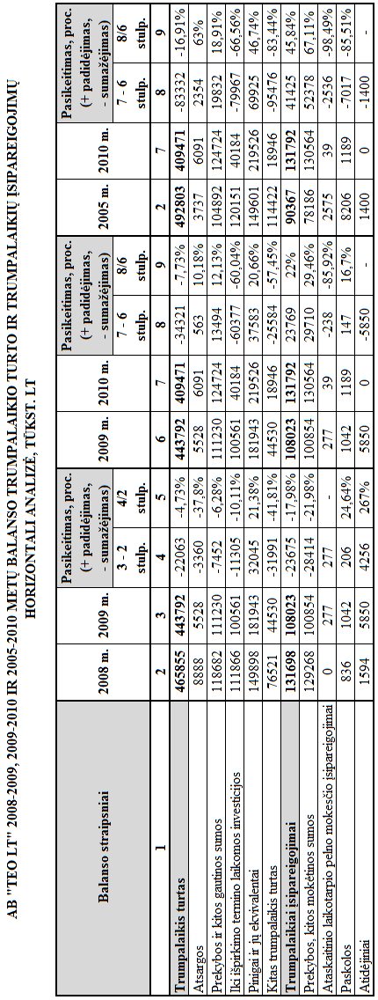 AB "TEO LT" 2008-2009, 2009-2010 IR 2005-2010 METŲ BALANSO TRUMPALAIKIO TURTO IR TRUMPALAIKIŲ ĮSIPAREIGOJIMŲ
HORIZONTALI ANALIZĖ, TŪKST. LT
Balanso straipsniai 2008 m. 2009 m. Pasikeitimas, proc. (+ padidėjimas, - sumažėjimas) 2009 m. 2010 m. Pasikeitimas, proc. (+ padidėjimas, - sumažėjimas) 2005 m. 2010 m. Pasikeitimas, proc. (+ padidėjimas, - sumažėjimas)
3 - 2 stulp. 4/2 stulp. 7 - 6 stulp. 8/6 stulp. 7 - 6 stulp. 8/6 stulp.
1 2 3 4 5 6 7 8 9 2 7 8 9
Trumpalaikis turtas 465855 443792 -22063 -4,73% 443792 409471 -34321 -7,73% 492803 409471 -83332 -16,91%
Atsargos 8888 5528 -3360 -37,8% 5528 6091 563 10,18% 3737 6091 2354 63%
Prekybos ir kitos gautinos sumos 118682 111230 -7452 -6,28% 111230 124724 13494 12,13% 104892 124724 19832 18,91%
Iki išpirkimo termino laikomos investicijos 111866 100561 -11305 -10,11% 100561 40184 -60377 -60,04% 120151 40184 -79967 -66,56%
Pinigai ir jų ekvivalentai 149898 181943 32045 21,38% 181943 219526 37583 20,66% 149601 219526 69925 46,74%
Kitas trumpalaikis turtas 76521 44530 -31991 -41,81% 44530 18946 -25584 -57,45% 114422 18946 -95476 -83,44%
Trumpalaikiai įsipareigojimai 131698 108023 -23675 -17,98% 108023 131792 23769 22% 90367 131792 41425 45,84%
Prekybos, kitos mokėtinos sumos 129268 100854 -28414 -21,98% 100854 130564 29710 29,46% 78186 130564 52378 67,11%
Ataskaitinio laikotarpio pelno mokesčio įsipareigojimai 0 277 277 - 277 39 -238 -85,92% 2575 39 -2536 -98,49%
Paskolos 836 1042 206 24,64% 1042 1189 147 16,7% 8206 1189 -7017 -85,51%
Atidėjiniai 1594 5850 4256 267% 5850 0 -5850 - 1400 0 -1400 -